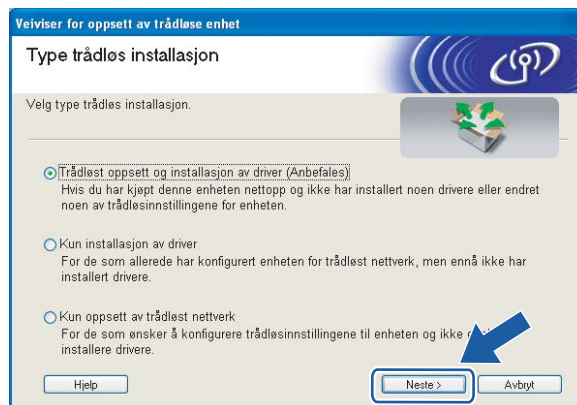 Veiviser for oppsett av trådløse enhet
Type trådløs installasjon
Velg type trådløs installasjon.
Trådløst oppsett og installasjon av driver (Anbefales)
Hvis du har kjøpt denne enheten nettopp og ikke har installert noen drivere eller endret
noen av trådløsinnstillingene for enheten.
Kun installasjon av driver
For de som allerede har konfigurert enheten for trådløst nettverk, men ennå ikke har
installert drivere.
Kun oppsett av trådløst nettverk
For de som ønsker å konfigurere trådløsinnstillingene til enheten og ikke
installere drivere.
Hjelp
Neste >
Avbryt